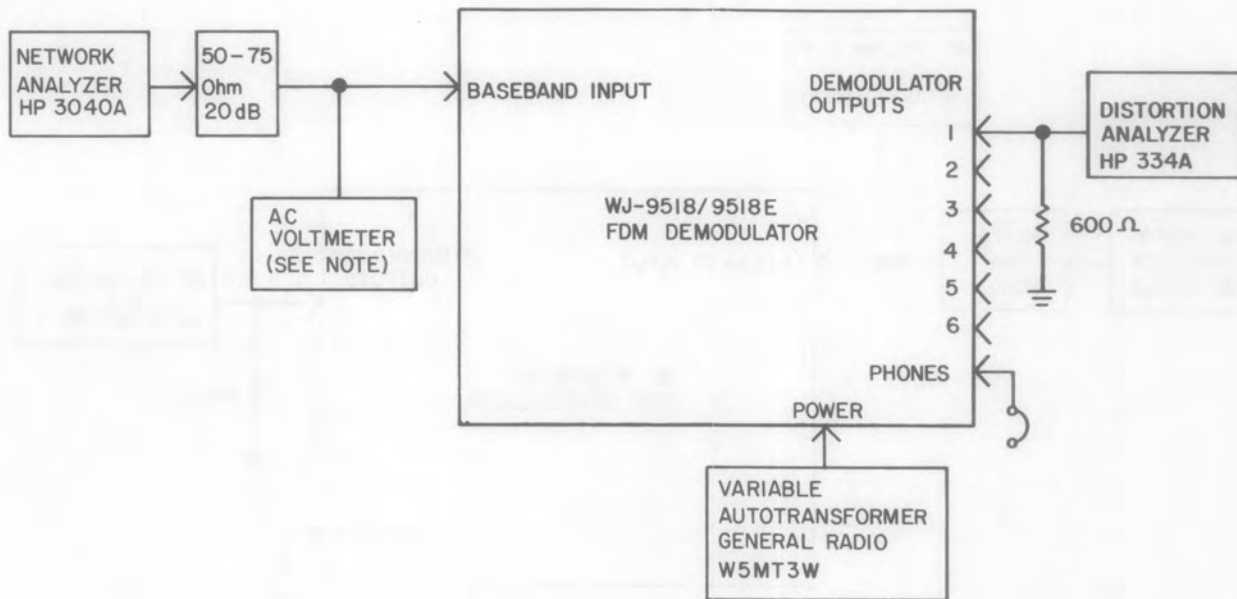 NETWORK
ANALYZER
HP 3040A
50-75
Ohm
20dB
BASEBAND INPUT
AC
VOLTMETER
(SEE NOTE)
WJ-9518/9518E
FDM DEMODULATOR
DEMODULATOR
OUTPUTS
1
2
3
4
5
6
PHONES
POWER
DISTORTION
ANALYZER
HP 334A
600 Ω
VARIABLE
AUTOTRANSFORMER
GENERAL RADIO
W5MT3W